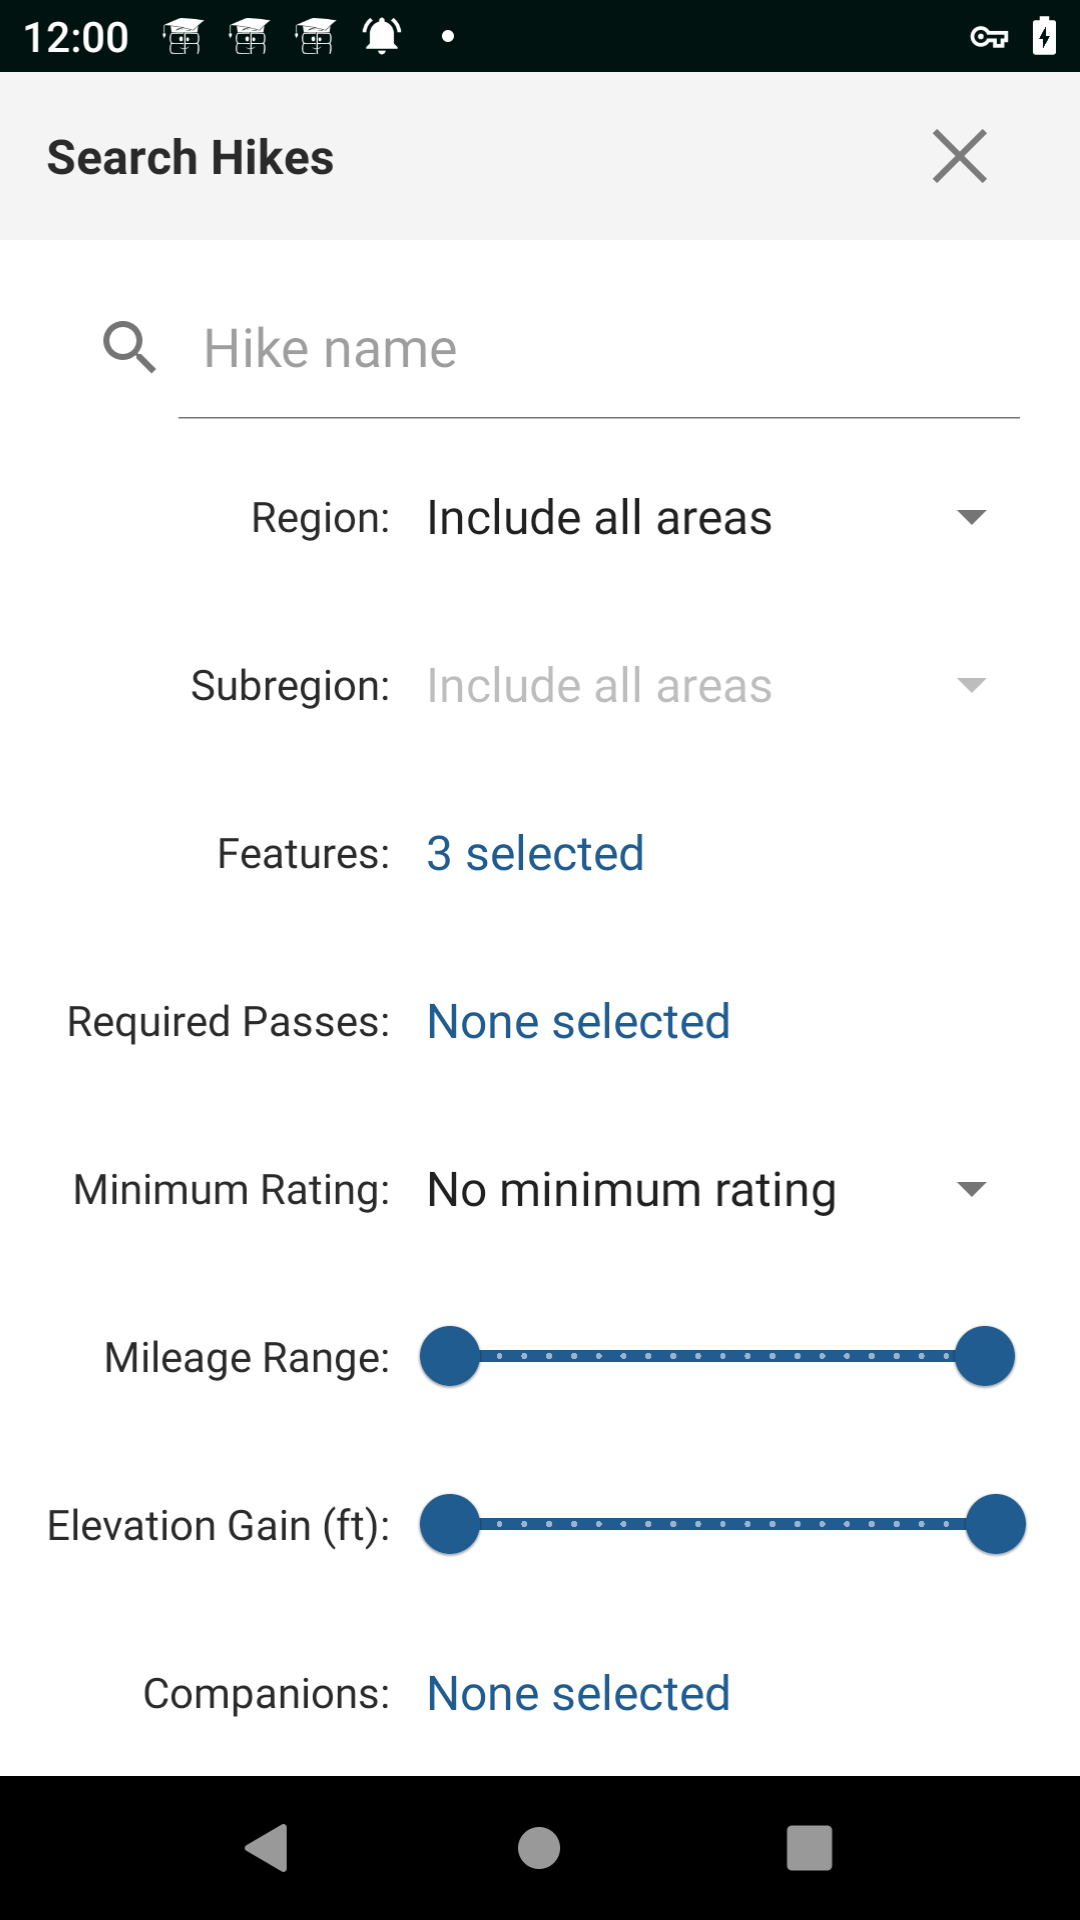 12:00
Search Hikes
Hike name
Region: Include all areas
Subregion: Include all areas
Features: 3 selected
Required Passes: None selected
Minimum Rating: No minimum rating
Mileage Range:
Elevation Gain (ft):
Companions: None selected